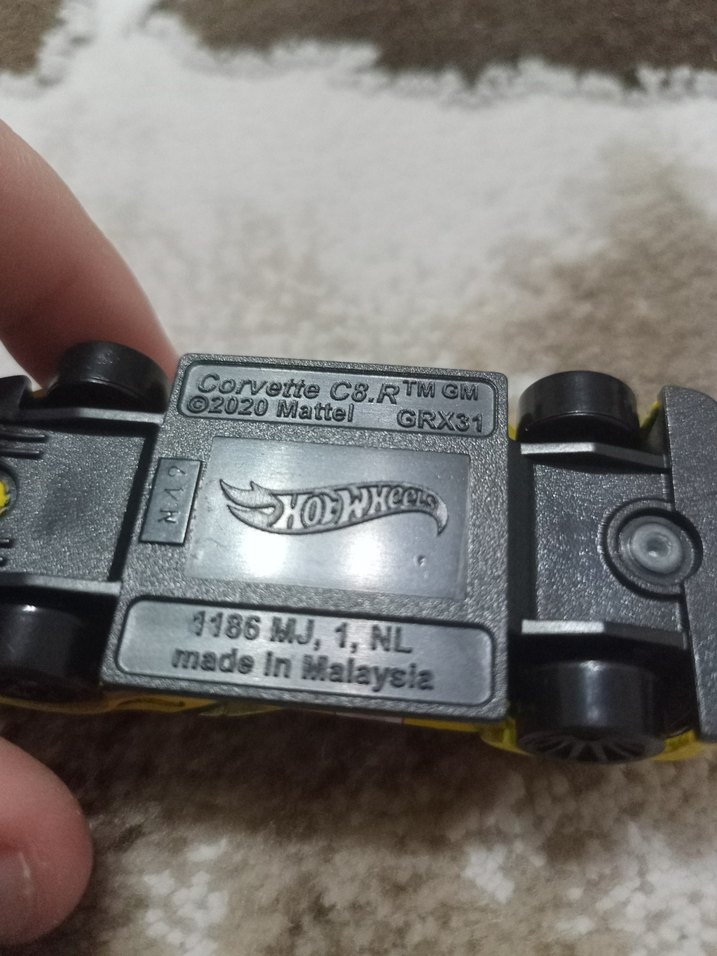 Corvette C8.R™ GM
©2020 Mattel GRX31
HOT WHEELS
1186 MJ, 1, NL
made in Malaysia